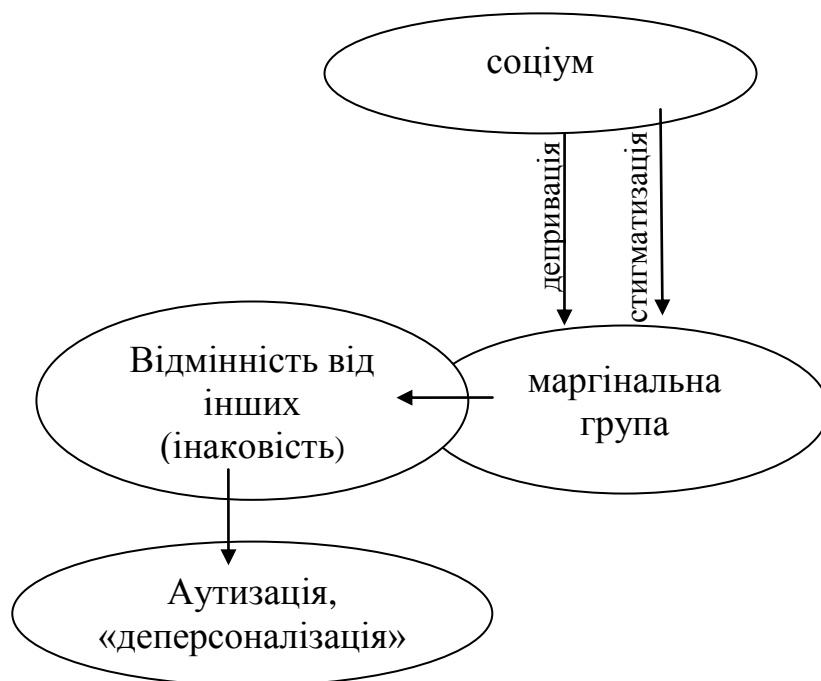 соціум
депривація
стигматизація
Відмінність від
інших
(інаковість)
маргінальна
група
Аутизація,
«деперсоналізація»